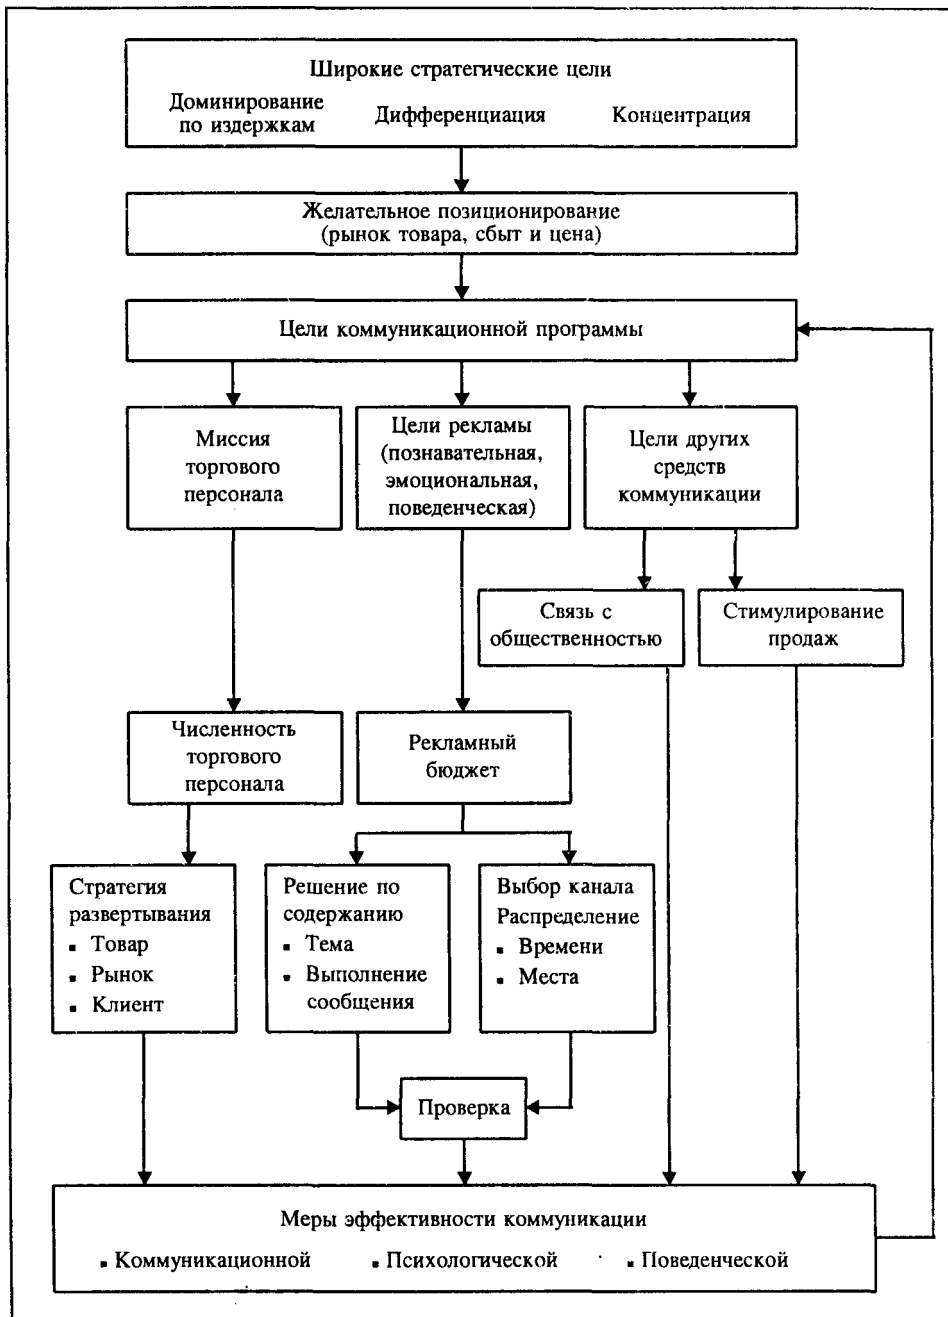 Широкие стратегические цели
Доминирование
по издержкам
Дифференциация
Концентрация
Желательное позиционирование
(рынок товара, сбыт и цена)
Цели коммуникационной программы
Миссия
торгового
персонала
Цели рекламы
(познавательная,
эмоциональная,
поведенческая)
Цели других
средств
коммуникации
Связь с
общественностью
Стимулирование
продаж
Численность
торгового
персонала
Рекламный
бюджет
Стратегия
развертывания
▪ Товар
▪ Рынок
▪ Клиент
Решение по
содержанию
▪ Тема
▪ Выполнение
сообщения
Выбор канала
Распределение
▪ Времени
▪ Места
Проверка
Меры эффективности коммуникации
▪ Коммуникационной ▪ Психологической ▪ Поведенческой